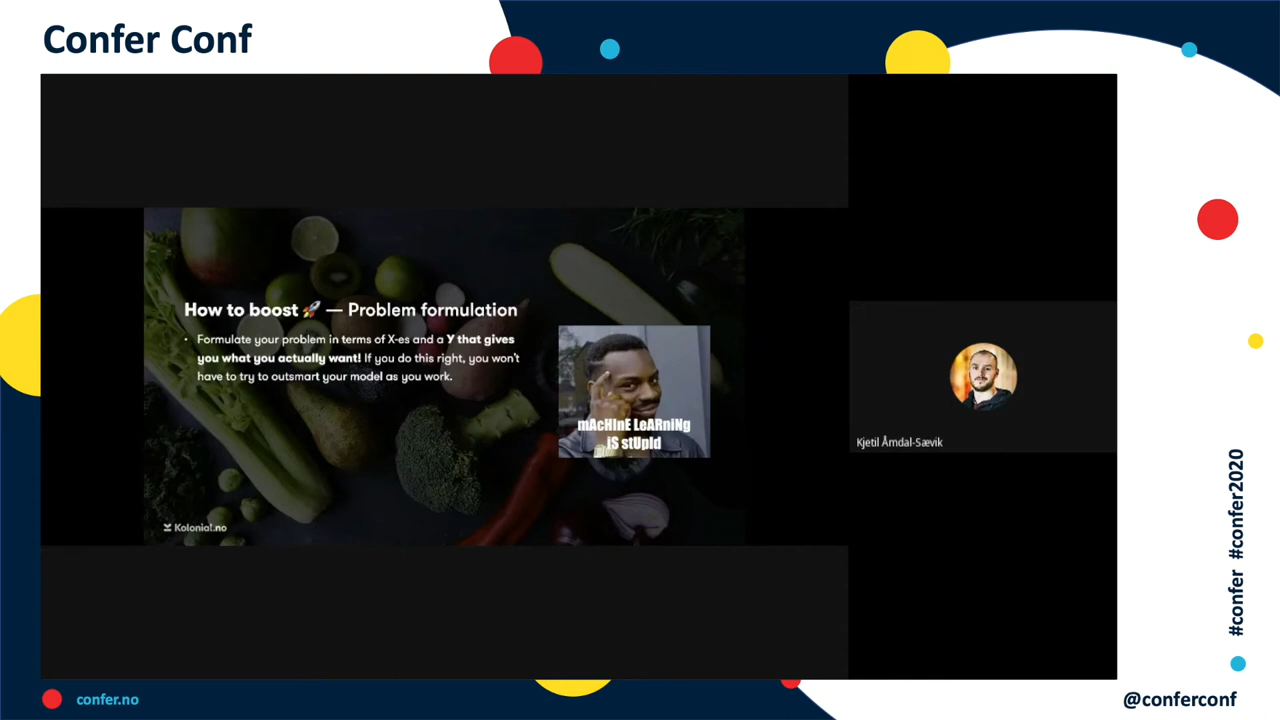 Confer Conf
How to boost 🚀 — Problem formulation
· Formulate your problem in terms of X-es and a Y that gives
you what you actually want! If you do this right, you won't
have to try to outsmart your model as you work.
mAcHInE LeARniNg
iS stUpId
Kolonial.no
Kjetil Åmdal-Sævik
#confer #confer2020
confer.no
@conferconf